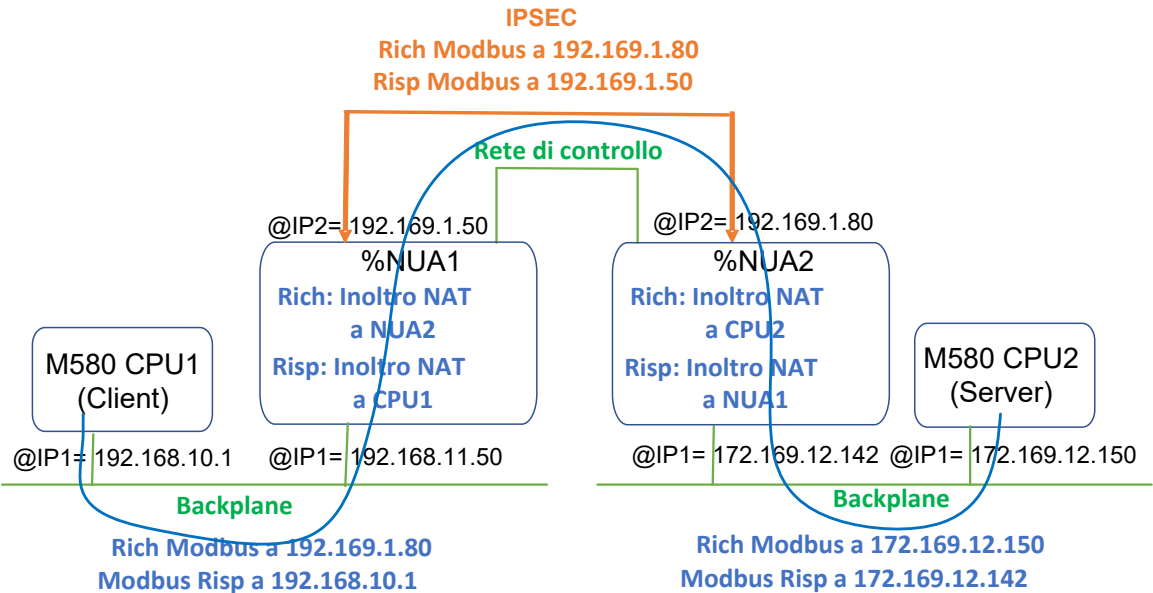 IPSEC
Rich Modbus a 192.169.1.80
Risp Modbus a 192.169.1.50
Rete di controllo
@IP2= 192.169.1.50
@IP2= 192.169.1.80
%NUA1
Rich: Inoltro NAT
a NUA2
Risp: Inoltro NAT
a CPU1
%NUA2
Rich: Inoltro NAT
a CPU2
Risp: Inoltro NAT
a NUA1
M580 CPU1
(Client)
M580 CPU2
(Server)
@IP1= 192.168.10.1
@IP1= 192.168.11.50
@IP1= 172.169.12.142
@IP1= 172.169.12.150
Backplane
Backplane
Rich Modbus a 192.169.1.80
Modbus Risp a 192.168.10.1
Rich Modbus a 172.169.12.150
Modbus Risp a 172.169.12.142